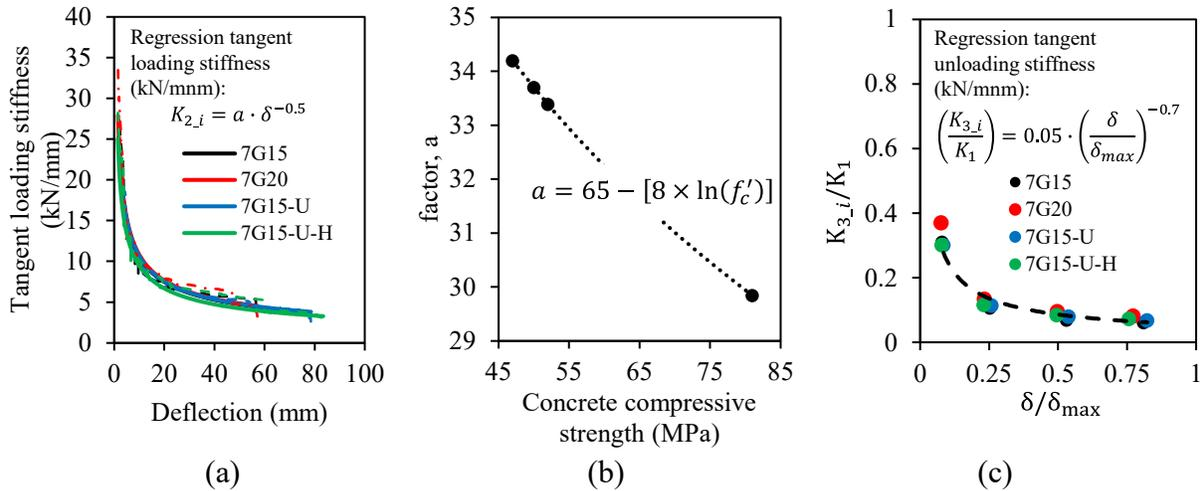 Tangent loading stiffness
(kN/mm)
40
35
30
25
20
15
10
5
0
Regression tangent
loading stiffness
(kN/mnm):
K_{2_i} = a · δ^{−0.5}
7G15
7G20
7G15-U
7G15-U-H
0 20 40 60 80 100
Deflection (mm)
(a)
factor, a
35
34
33
32
31
30
29
a = 65 − [8 × ln(f_c′)]
45 55 65 75 85
Concrete compressive
strength (MPa)
(b)
K_{3_i}/K_1
1
0.8
0.6
0.4
0.2
0
Regression tangent
unloading stiffness
(kN/mnm):
(K_{3_i}/K_1) = 0.05 · (δ/δ_{max})^{−0.7}
7G15
7G20
7G15-U
7G15-U-H
0 0.25 0.5 0.75 1
δ/δ_{max}
(c)